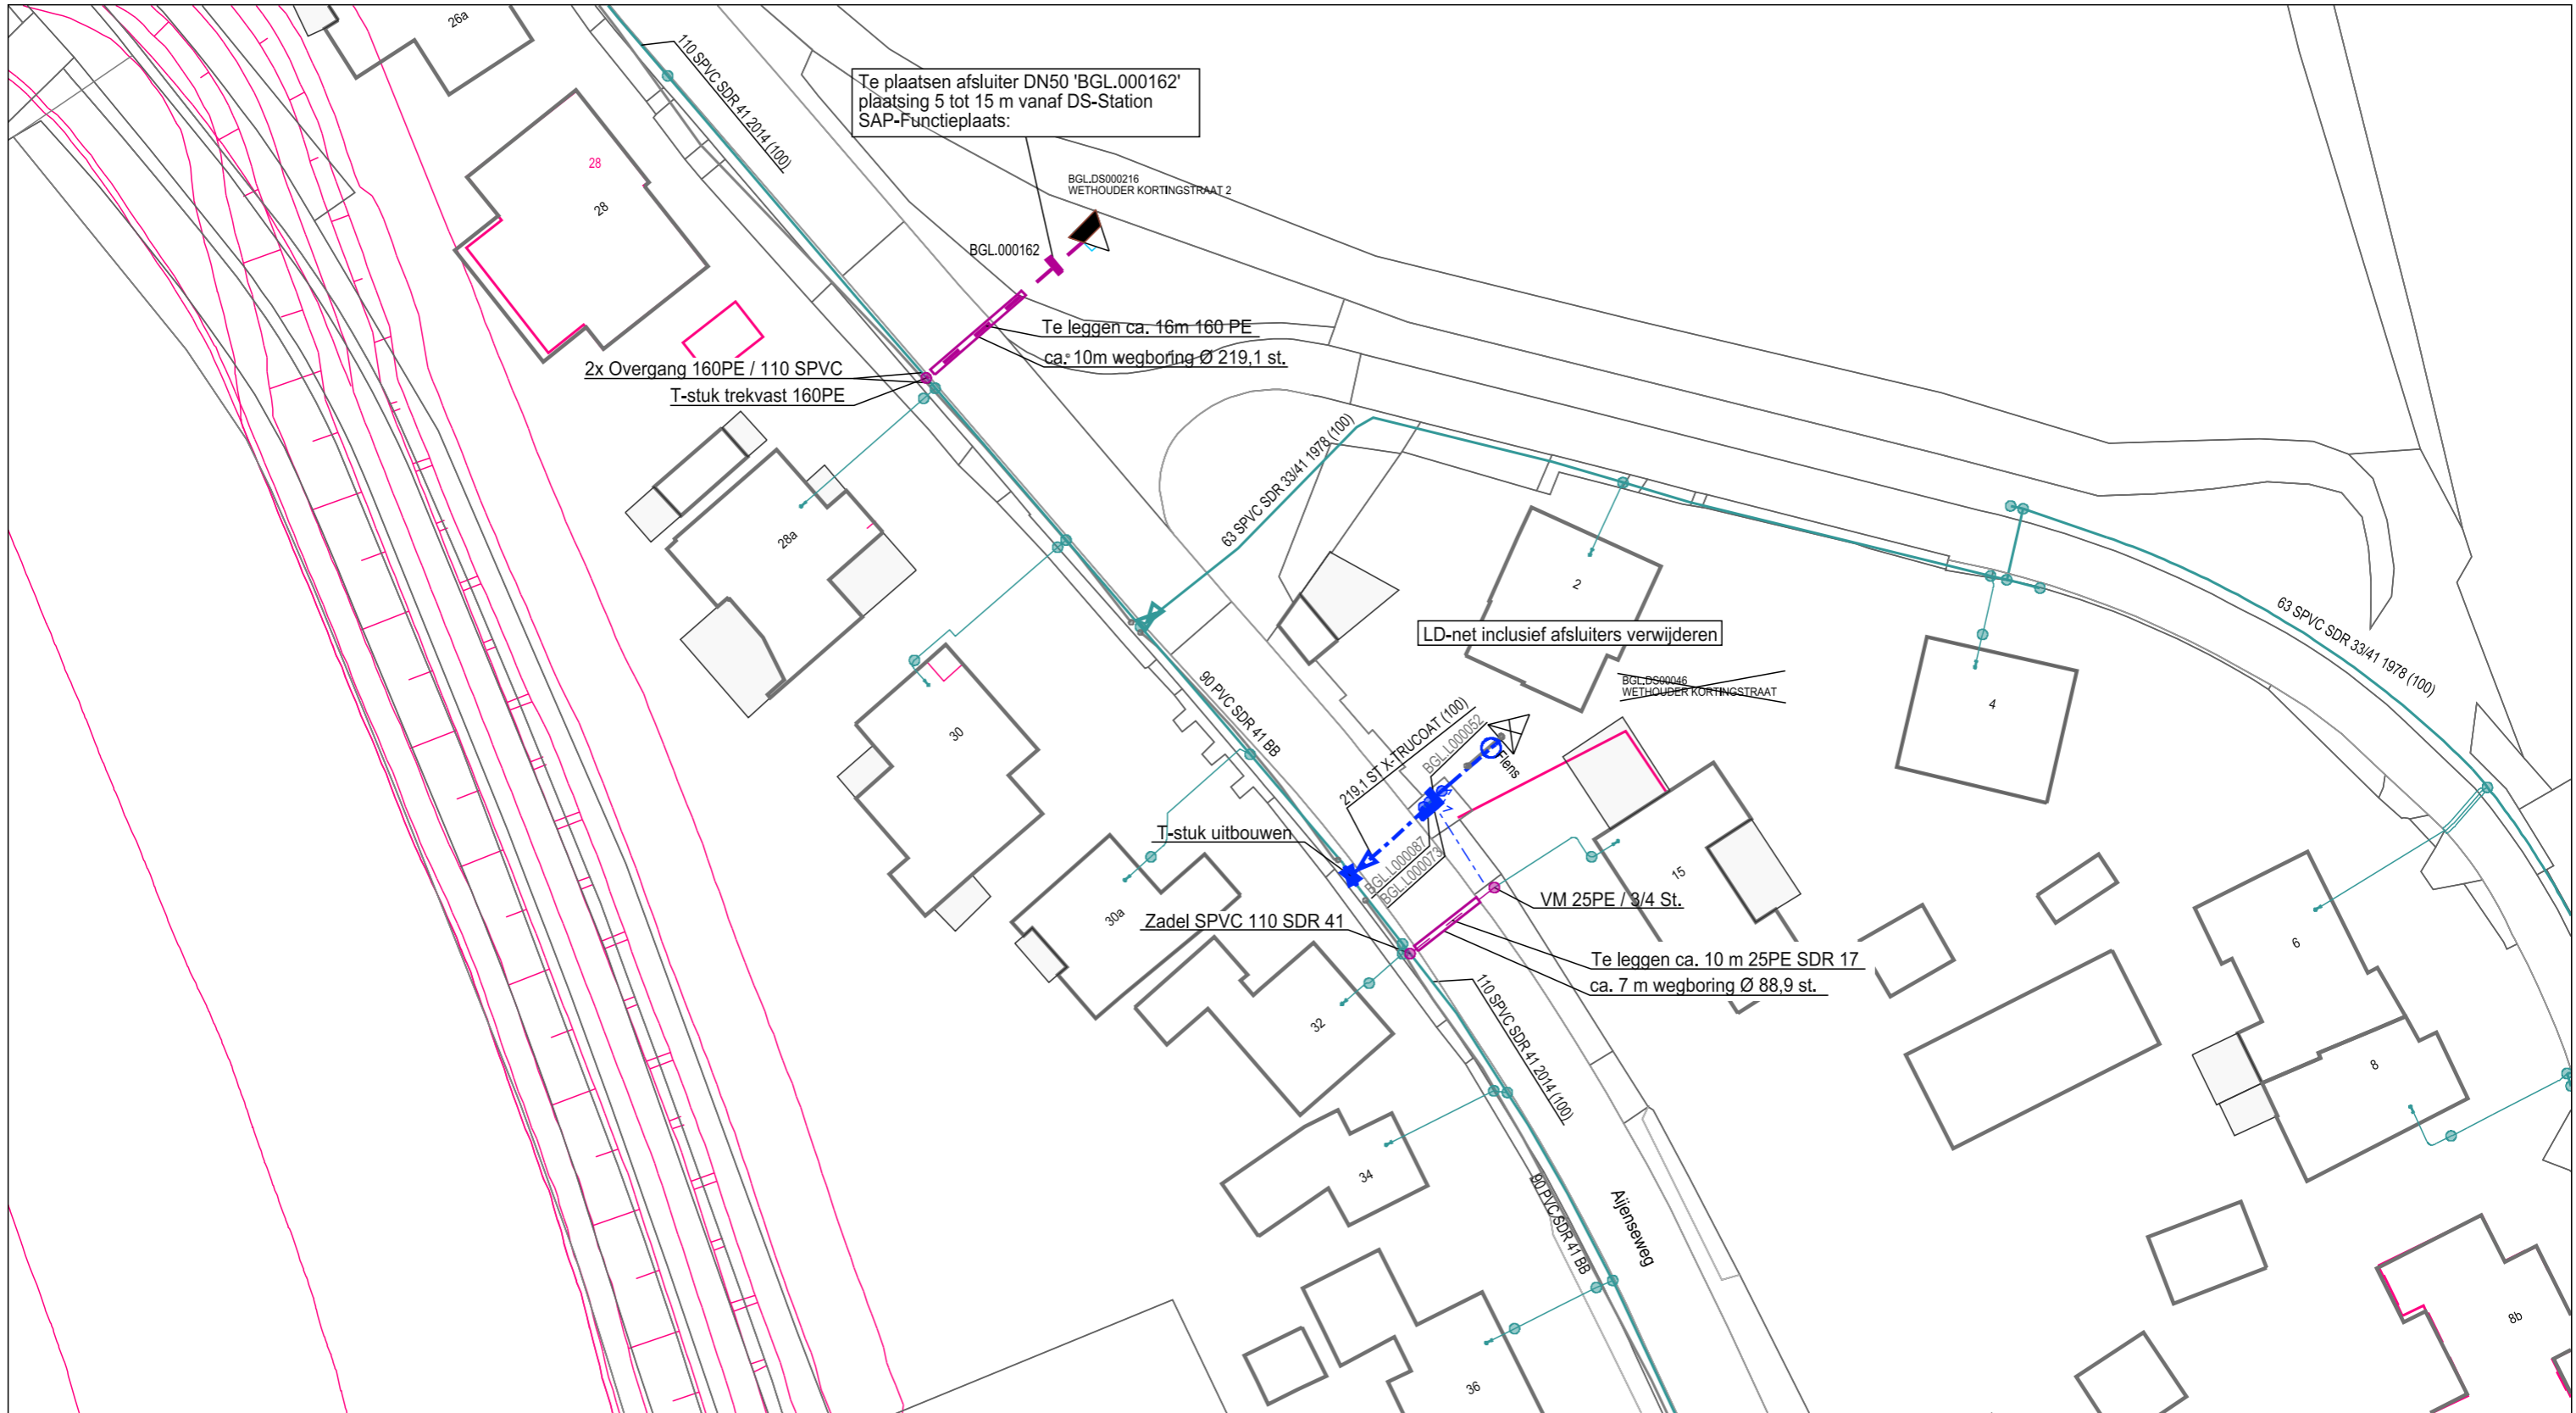 26a
110 SPVC SDR 41 2014 (100)
Te plaatsen afsluiter DN50 'BGL.000162'
plaatsing 5 tot 15 m vanaf DS-Station
SAP-Functieplaats:
28
28
BGL.DS000216
WETHOUDER KORTINGSTRAAT 2
BGL.000162
Te leggen ca. 16m 160 PE
ca. 10m wegboring Ø 219,1 st.
2x Overgang 160PE / 110 SPVC
T-stuk trekvast 160PE
28a
63 SPVC SDR 33/41 1978 (100)
2
LD-net inclusief afsluiters verwijderen
BGL.DS00046
WETHOUDER KORTINGSTRAAT
63 SPVC SDR 33/41 1978 (100)
4
30
90 PVC SDR 41 BB
219,1 ST X-TRUCOAT (100)
BGL.L000052
Flens
T-stuk uitbouwen
BGL.L000087
BGL.L000073
15
30a
VM 25PE / 3/4 St.
Zadel SPVC 110 SDR 41
Te leggen ca. 10 m 25PE SDR 17
ca. 7 m wegboring Ø 88,9 st.
6
32
110 SPVC SDR 41 2014 (100)
8
34
90 PVC SDR 41 BB
Aijenseweg
8b
36